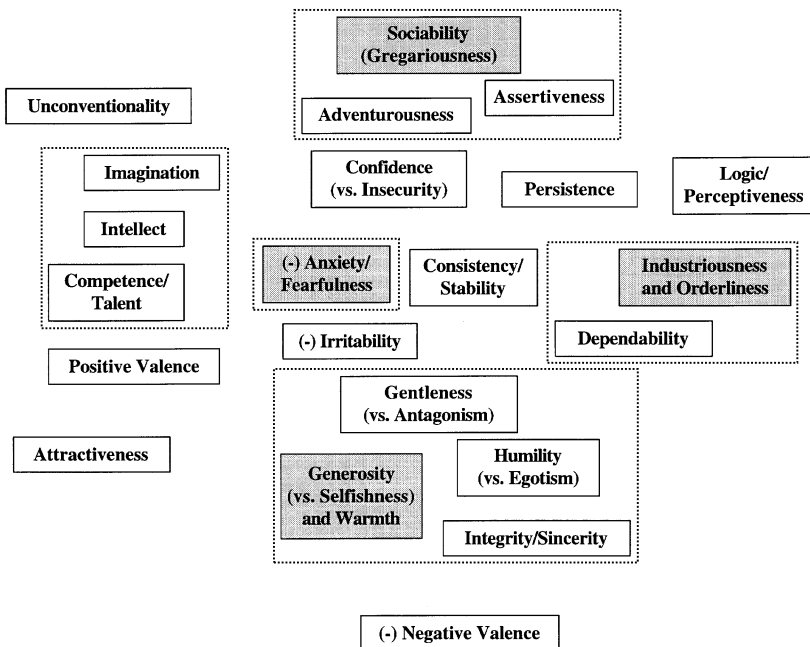 Sociability
(Gregariousness)
Assertiveness
Adventurousness
Unconventionality
Imagination
Intellect
Competence/
Talent
Confidence
(vs. Insecurity)
Persistence
Logic/
Perceptiveness
(-) Anxiety/
Fearfulness
Consistency/
Stability
Industriousness
and Orderliness
Dependability
(-) Irritability
Positive Valence
Attractiveness
Gentleness
(vs. Antagonism)
Humility
(vs. Egotism)
Generosity
(vs. Selfishness)
and Warmth
Integrity/Sincerity
(-) Negative Valence